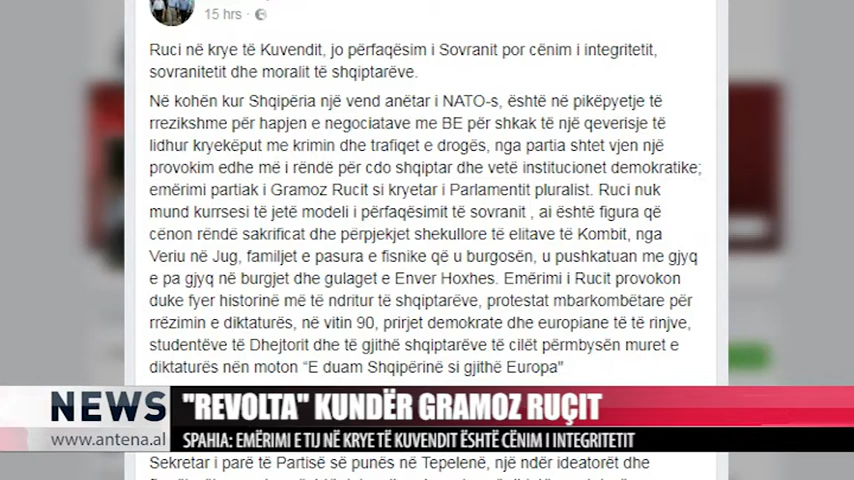 15 hrs ·
Ruci në krye të Kuvendit, jo përfaqësim i Sovranit por cënim i integritetit,
sovranitetit dhe moralit të shqiptarëve.
Në kohën kur Shqipëria një vend anëtar i NATO-s, është në pikëpyetje të
rrezikshme për hapjen e negociatave me BE për shkak të një qeverisje të
lidhur kryekëput me krimin dhe trafiqet e drogës, nga partia shtet vjen një
provokim edhe më i rëndë për cdo shqiptar dhe vetë institucionet demokratike;
emërimi partiak i Gramoz Rucit si kryetar i Parlamentit pluralist. Ruci nuk
mund kurrsesi të jetë modeli i përfaqësimit të sovranit , ai është figura që
cënon rëndë sakrificat dhe përpjekjet shekullore të elitave të Kombit, nga
Veriu në Jug, familjet e pasura e fisnike që u burgosën, u pushkatuan me gjyq
e pa gjyq në burgjet dhe gulaget e Enver Hoxhes. Emërimi i Rucit provokon
duke fyer historinë më të ndritur të shqiptarëve, protestat mbarkombëtare për
rrëzimin e diktaturës, në vitin 90, prirjet demokrate dhe europiane të të rinjve,
studentëve të Dhejtorit dhe të gjithë shqiptarëve të cilët përmbysën muret e
diktaturës nën moton “E duam Shqipërinë si gjithë Europa"
NEWS
www.antena.al
"REVOLTA" KUNDËR GRAMOZ RUÇIT
SPAHIA: EMËRIMI E TIJ NË KRYE TË KUVENDIT ËSHTË CËNIM I INTEGRITETIT
Sekretar i parë të Partisë së punës në Tepelenë, një ndër ideatorët dhe